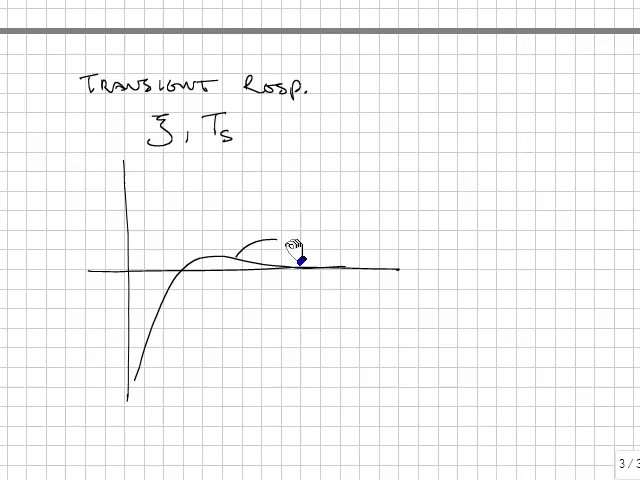 TRANSIENT RESP.
ζ, Ts
3 / 3